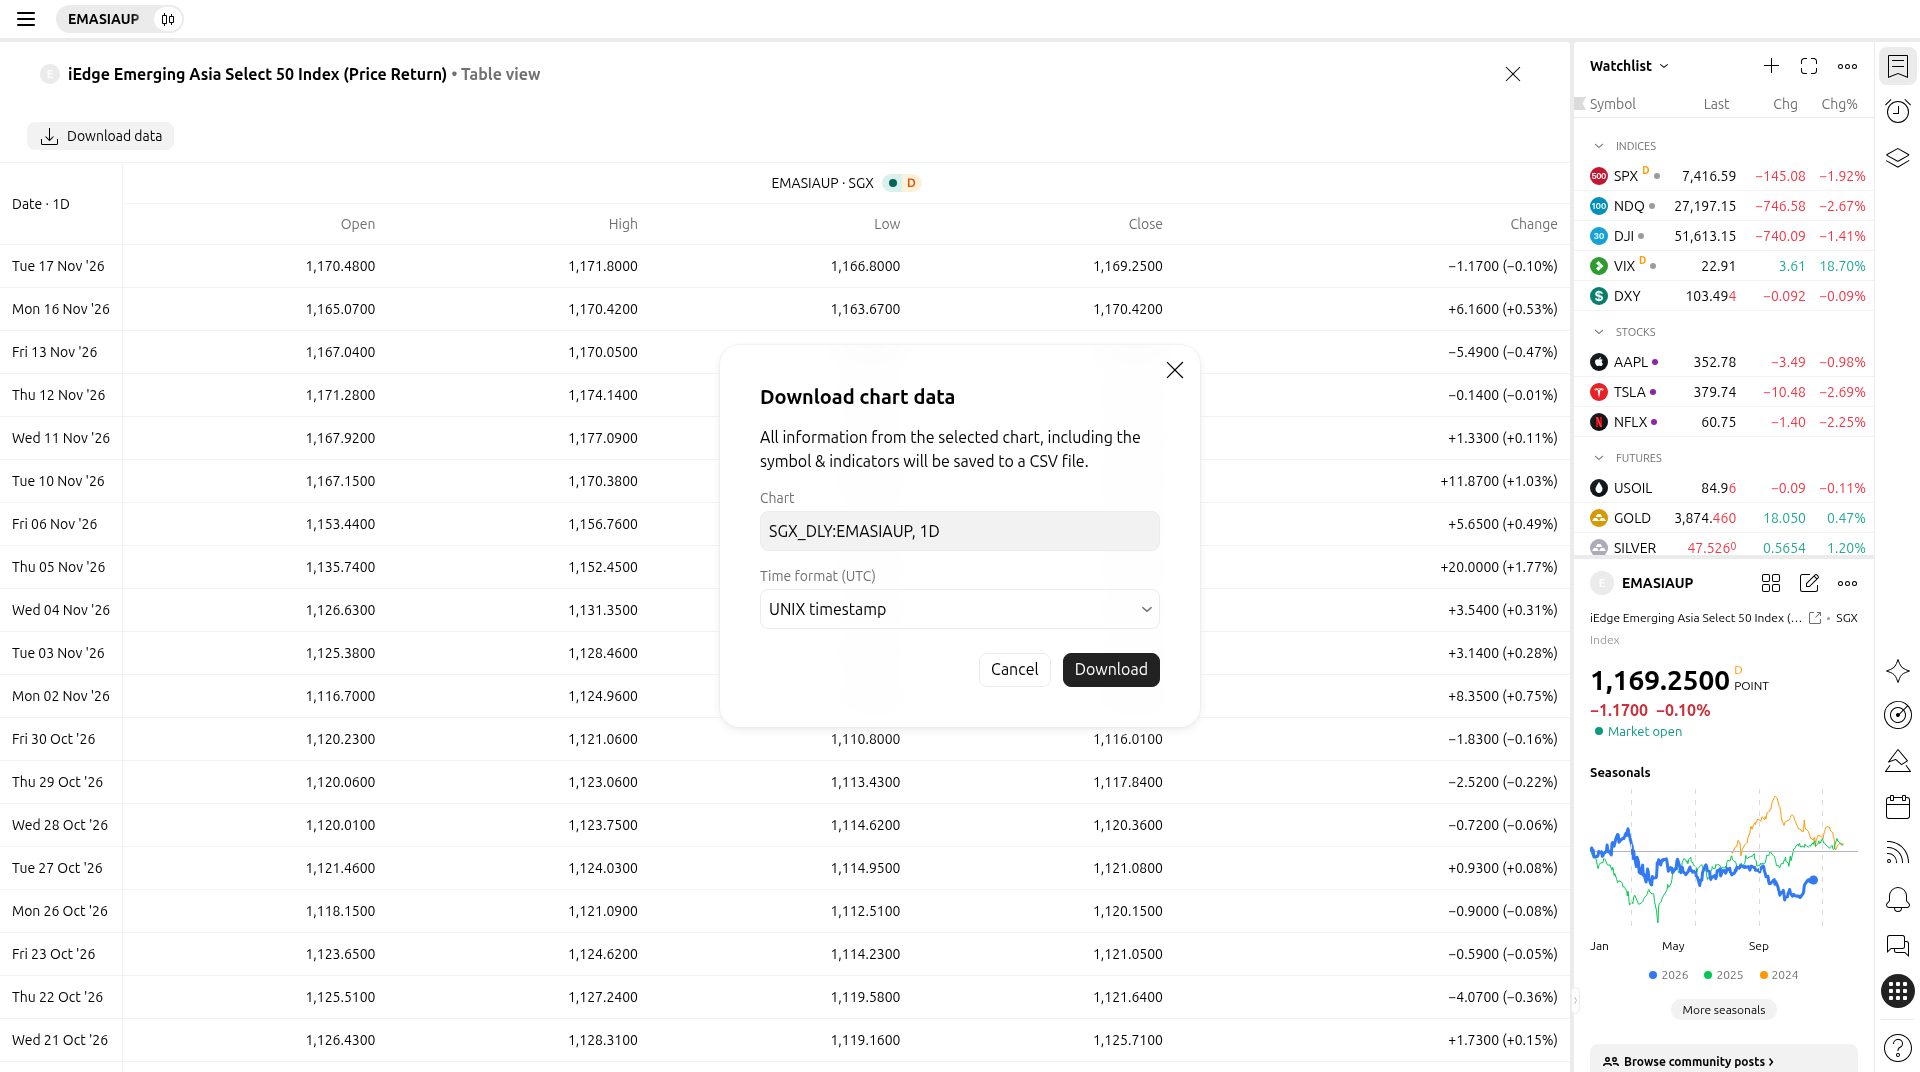 EMASIAUP
E iEdge Emerging Asia Select 50 Index (Price Return) • Table view
Download data
Date · 1D
EMASIAUP · SGX D
Open High Low Close Change
Tue 17 Nov '26 1,170.4800 1,171.8000 1,166.8000 1,169.2500 −1.1700 (−0.10%)
Mon 16 Nov '26 1,165.0700 1,170.4200 1,163.6700 1,170.4200 +6.1600 (+0.53%)
Fri 13 Nov '26 1,167.0400 1,170.0500 −5.4900 (−0.47%)
Thu 12 Nov '26 1,171.2800 1,174.1400 −0.1400 (−0.01%)
Wed 11 Nov '26 1,167.9200 1,177.0900 +1.3300 (+0.11%)
Tue 10 Nov '26 1,167.1500 1,170.3800 +11.8700 (+1.03%)
Fri 06 Nov '26 1,153.4400 1,156.7600 +5.6500 (+0.49%)
Thu 05 Nov '26 1,135.7400 1,152.4500 +20.0000 (+1.77%)
Wed 04 Nov '26 1,126.6300 1,131.3500 +3.5400 (+0.31%)
Tue 03 Nov '26 1,125.3800 1,128.4600 +3.1400 (+0.28%)
Mon 02 Nov '26 1,116.7000 1,124.9600 +8.3500 (+0.75%)
Fri 30 Oct '26 1,120.2300 1,121.0600 1,110.8000 1,116.0100 −1.8300 (−0.16%)
Thu 29 Oct '26 1,120.0600 1,123.0600 1,113.4300 1,117.8400 −2.5200 (−0.22%)
Wed 28 Oct '26 1,120.0100 1,123.7500 1,114.6200 1,120.3600 −0.7200 (−0.06%)
Tue 27 Oct '26 1,121.4600 1,124.0300 1,114.9500 1,121.0800 +0.9300 (+0.08%)
Mon 26 Oct '26 1,118.1500 1,121.0900 1,112.5100 1,120.1500 −0.9000 (−0.08%)
Fri 23 Oct '26 1,123.6500 1,124.6200 1,114.2300 1,121.0500 −0.5900 (−0.05%)
Thu 22 Oct '26 1,125.5100 1,127.2400 1,119.5800 1,121.6400 −4.0700 (−0.36%)
Wed 21 Oct '26 1,126.4300 1,128.3100 1,119.1600 1,125.7100 +1.7300 (+0.15%)
Download chart data
All information from the selected chart, including the
symbol & indicators will be saved to a CSV file.
Chart
SGX_DLY:EMASIAUP, 1D
Time format (UTC)
UNIX timestamp
Cancel Download
Watchlist
Symbol Last Chg Chg%
INDICES
500 SPX D 7,416.59 −145.08 −1.92%
100 NDQ 27,197.15 −746.58 −2.67%
30 DJI 51,613.15 −740.09 −1.41%
VIX D 22.91 3.61 18.70%
$ DXY 103.494 −0.092 −0.09%
STOCKS
AAPL 352.78 −3.49 −0.98%
TSLA 379.74 −10.48 −2.69%
N NFLX 60.75 −1.40 −2.25%
FUTURES
USOIL 84.96 −0.09 −0.11%
GOLD 3,874.460 18.050 0.47%
SILVER 47.5260 0.5654 1.20%
E EMASIAUP
iEdge Emerging Asia Select 50 Index (... • SGX
Index
1,169.2500 D POINT
−1.1700 −0.10%
Market open
Seasonals
Jan May Sep
2026 2025 2024
More seasonals
Browse community posts ›